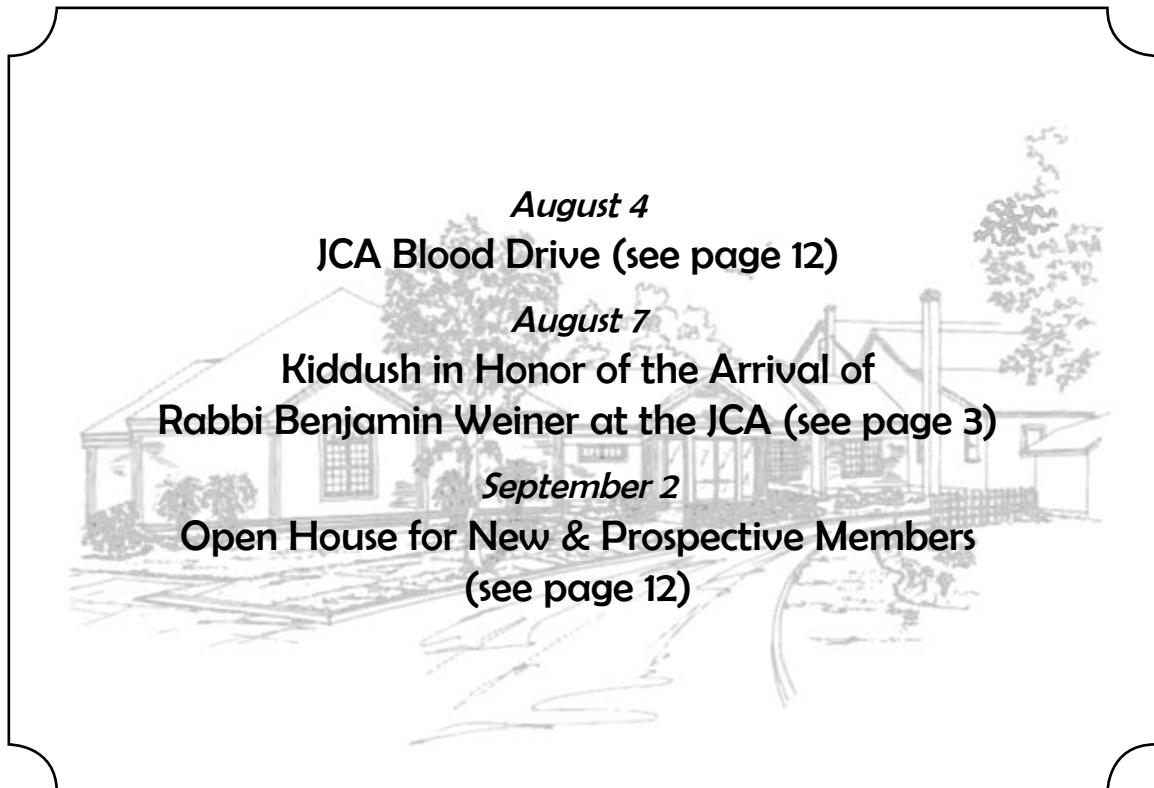 August 4
JCA Blood Drive (see page 12)
August 7
Kiddush in Honor of the Arrival of
Rabbi Benjamin Weiner at the JCA (see page 3)
September 2
Open House for New & Prospective Members
(see page 12)